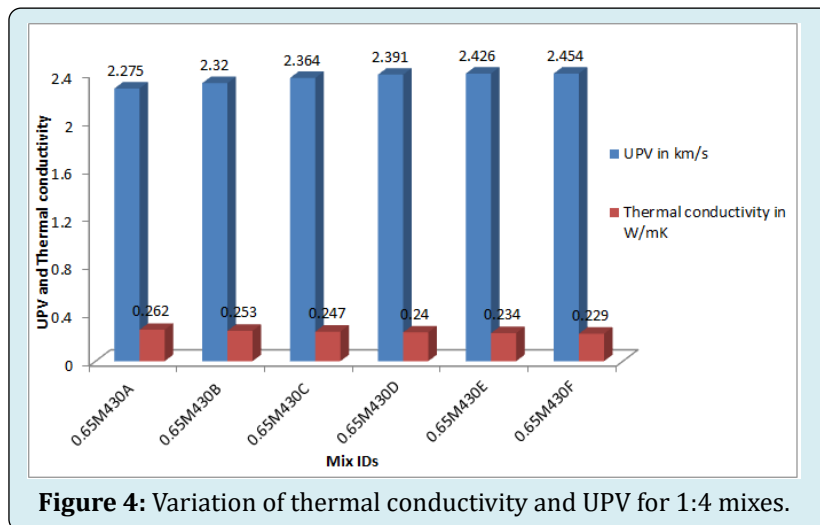 2.275 2.32 2.364 2.391 2.426 2.454
2.4
2
1.6
1.2
0.8
0.4
0
UPV and Thermal conductivity
0.262 0.253 0.247 0.24 0.234 0.229
0.65M430A 0.65M430B 0.65M430C 0.65M430D 0.65M430E 0.65M430F
Mix IDs
UPV in km/s
Thermal conductivity in
W/mK
Figure 4: Variation of thermal conductivity and UPV for 1:4 mixes.